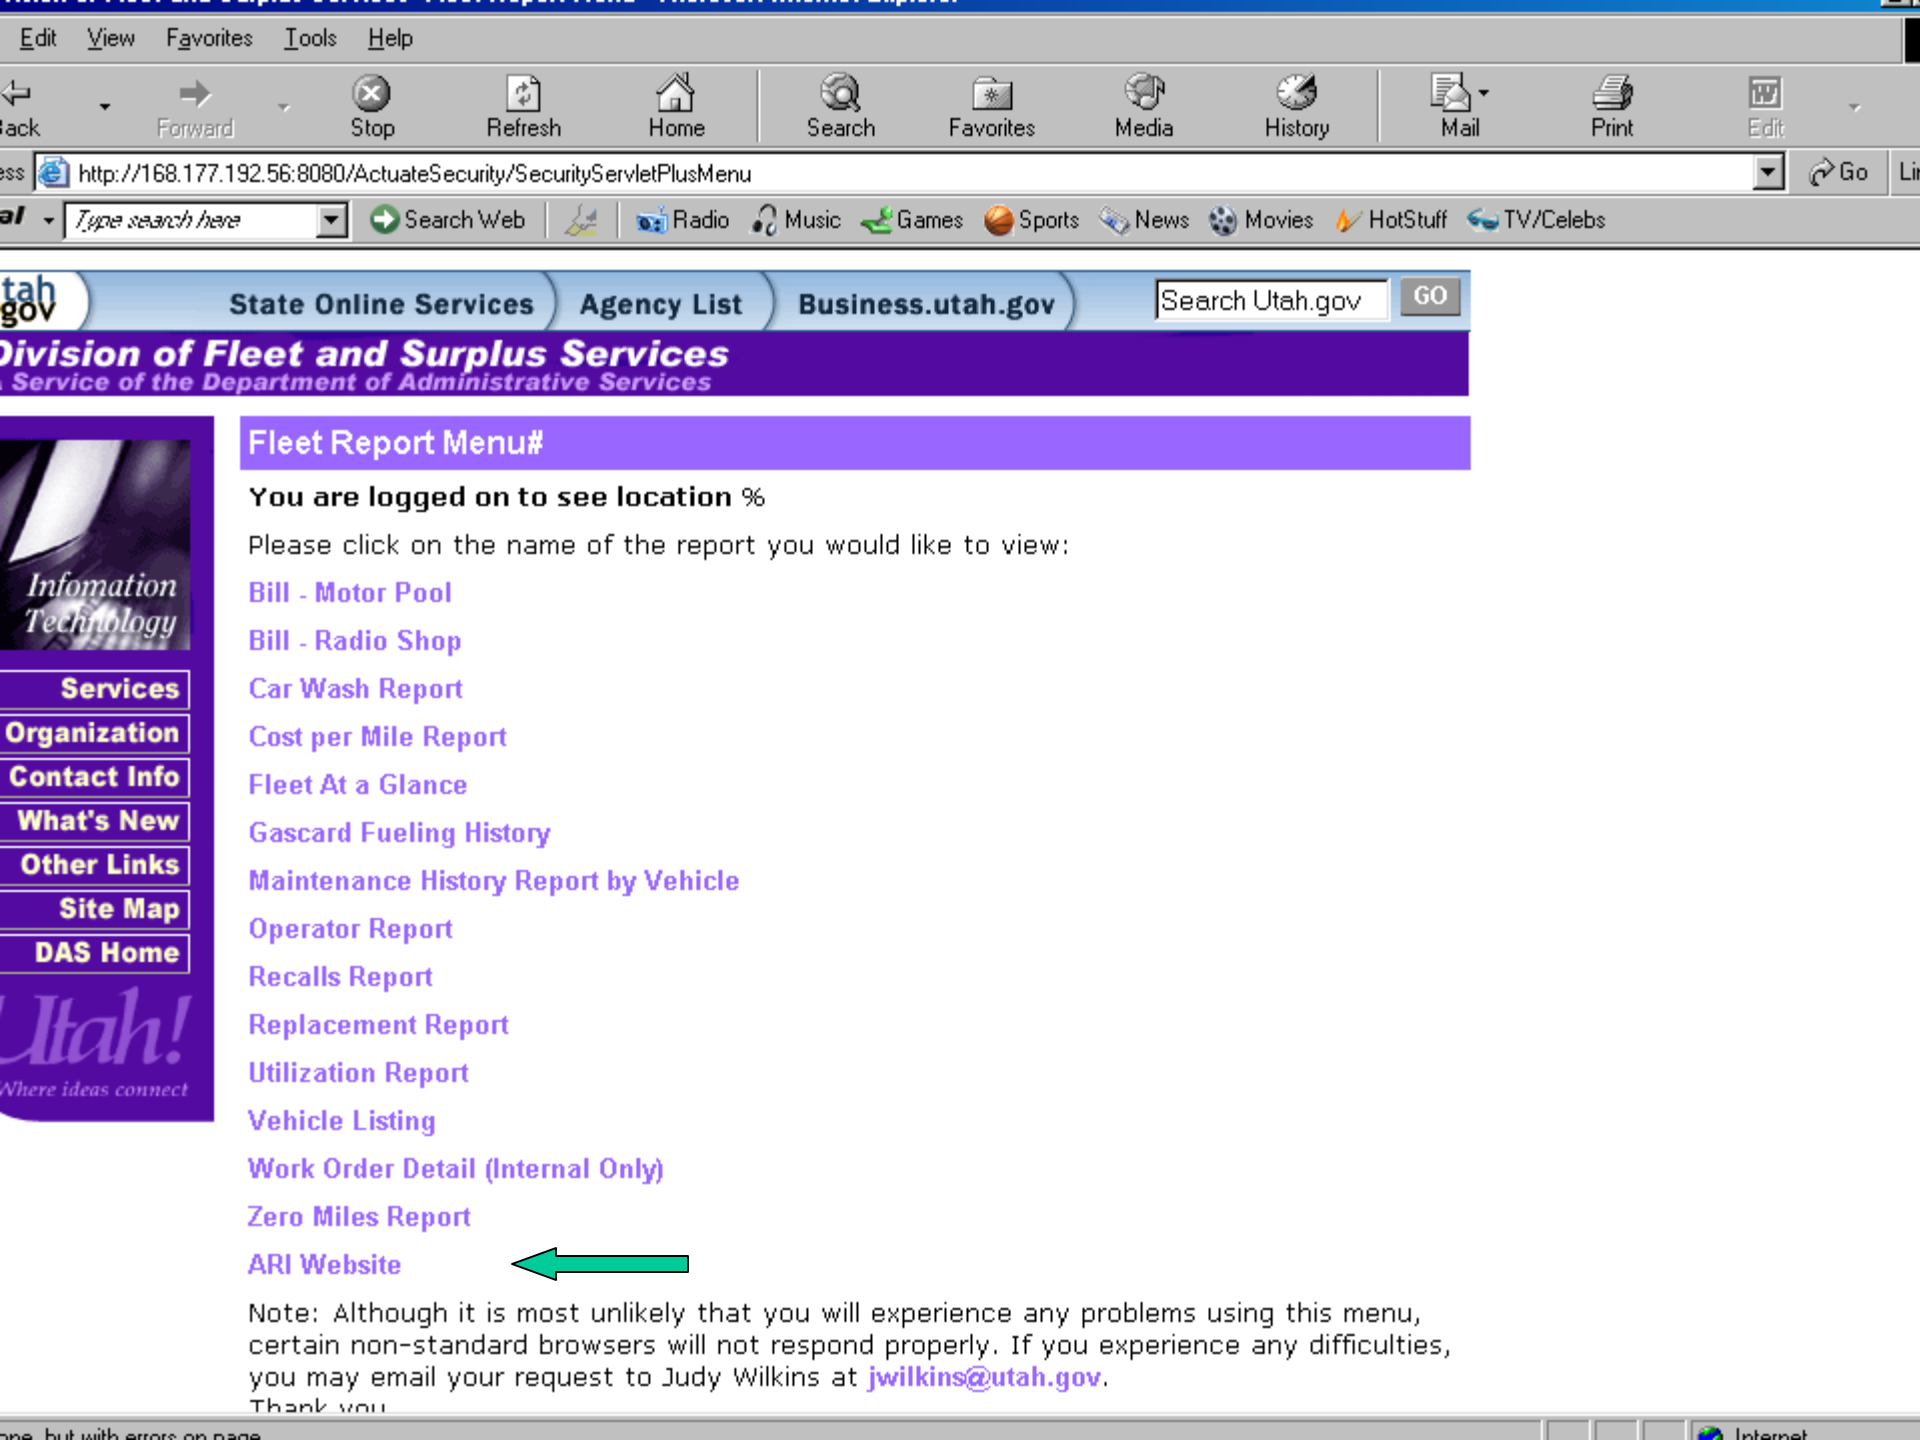 Edit View Favorites Tools Help
Back Forward Stop Refresh Home Search Favorites Media History Mail Print Edit
http://168.177.192.56:8080/ActuateSecurity/SecurityServletPlusMenu Go
Type search here Search Web Radio Music Games Sports News Movies HotStuff TV/Celebs
tah
gov
State Online Services Agency List Business.utah.gov Search Utah.gov GO
Division of Fleet and Surplus Services
A Service of the Department of Administrative Services
Infomation
Technology
Services
Organization
Contact Info
What's New
Other Links
Site Map
DAS Home
Utah!
Where ideas connect
Fleet Report Menu#
You are logged on to see location %
Please click on the name of the report you would like to view:
Bill - Motor Pool
Bill - Radio Shop
Car Wash Report
Cost per Mile Report
Fleet At a Glance
Gascard Fueling History
Maintenance History Report by Vehicle
Operator Report
Recalls Report
Replacement Report
Utilization Report
Vehicle Listing
Work Order Detail (Internal Only)
Zero Miles Report
ARI Website
Note: Although it is most unlikely that you will experience any problems using this menu,
certain non-standard browsers will not respond properly. If you experience any difficulties,
you may email your request to Judy Wilkins at jwilkins@utah.gov.
Thank you
but with errors on page
Internet